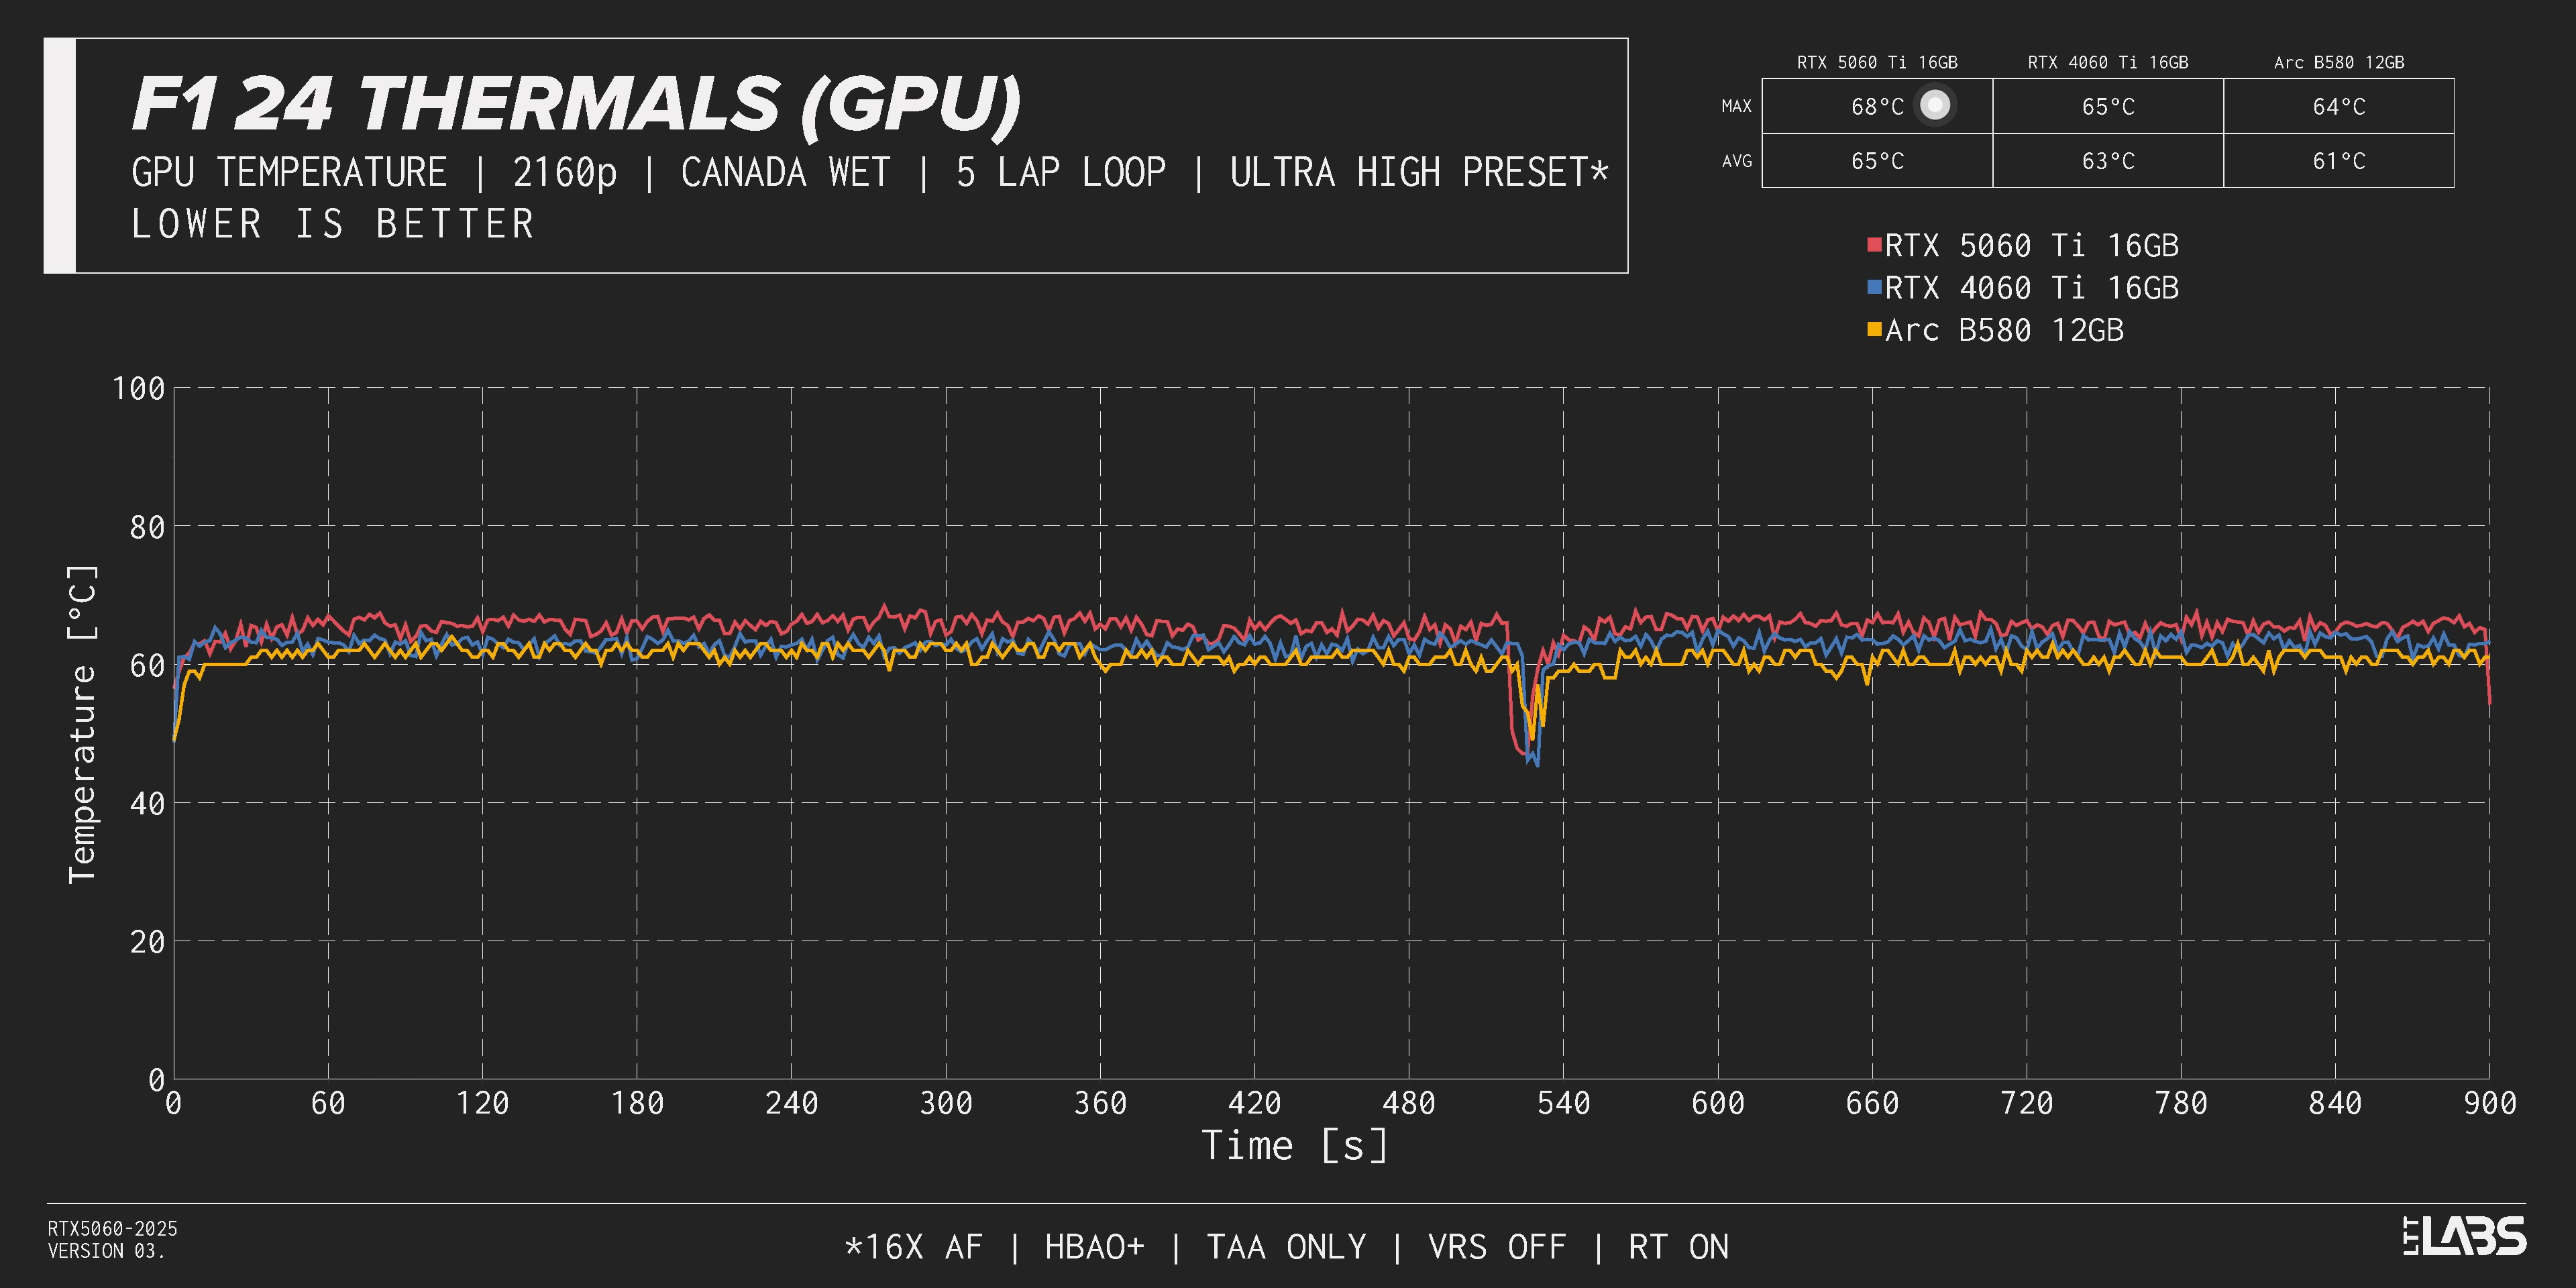 F1 24 THERMALS (GPU)
GPU TEMPERATURE | 2160p | CANADA WET | 5 LAP LOOP | ULTRA HIGH PRESET*
LOWER IS BETTER
RTX 5060 Ti 16GB RTX 4060 Ti 16GB Arc B580 12GB
MAX 68°C 65°C 64°C
AVG 65°C 63°C 61°C
RTX 5060 Ti 16GB
RTX 4060 Ti 16GB
Arc B580 12GB
Temperature [°C]
100
80
60
40
20
0
0 60 120 180 240 300 360 420 480 540 600 660 720 780 840 900
Time [s]
RTX5060-2025
VERSION 03.
*16X AF | HBAO+ | TAA ONLY | VRS OFF | RT ON
LTT LABS